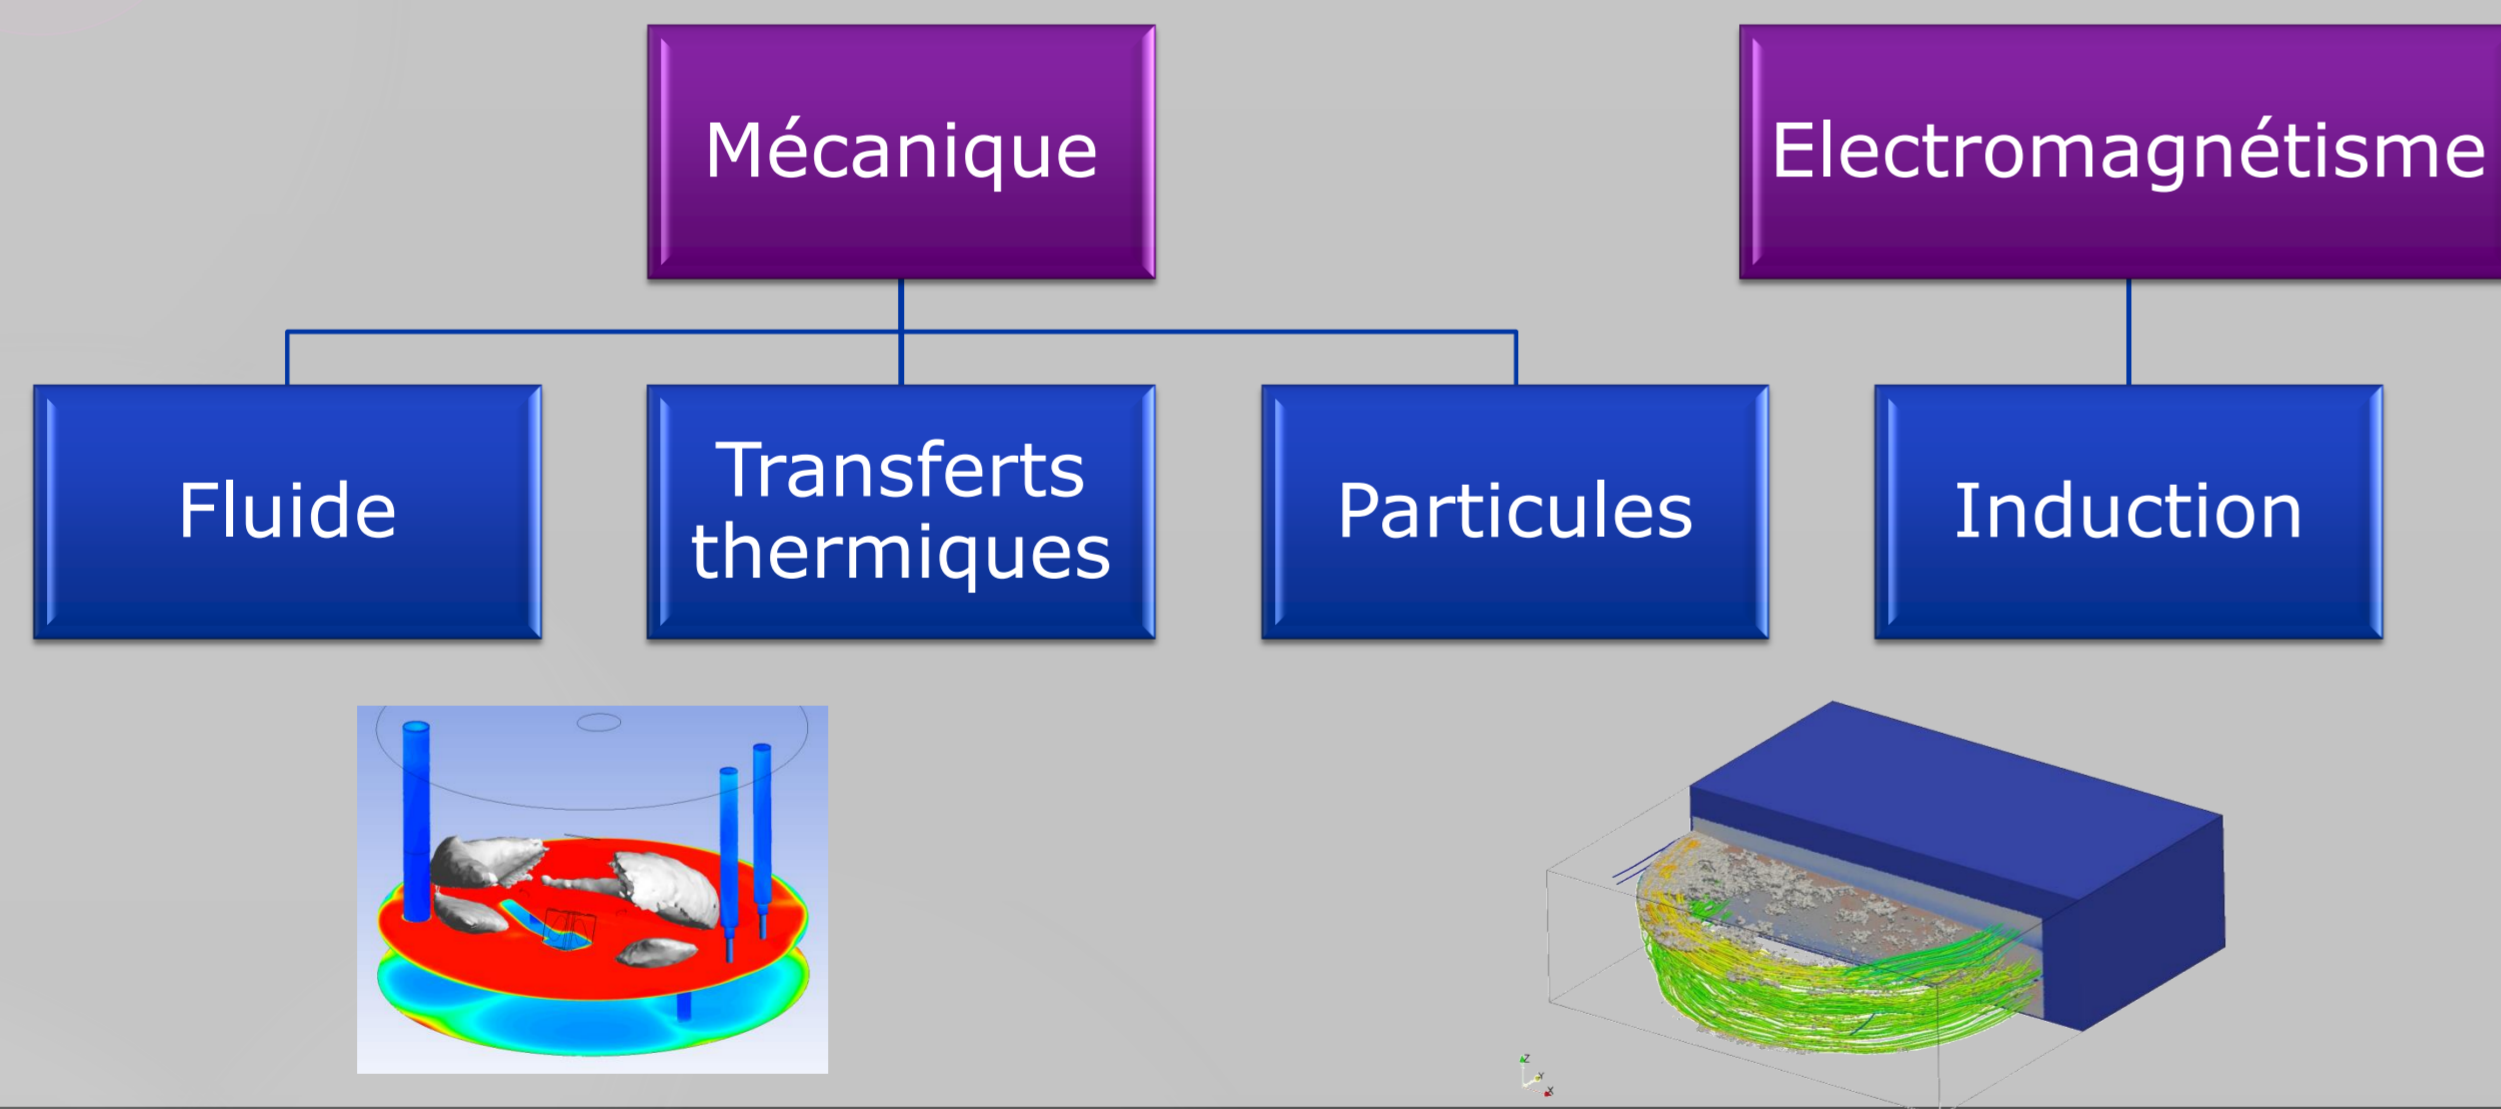 Mécanique
Electromagnétisme
Fluide
Transferts
thermiques
Particules
Induction
Z
Y
X